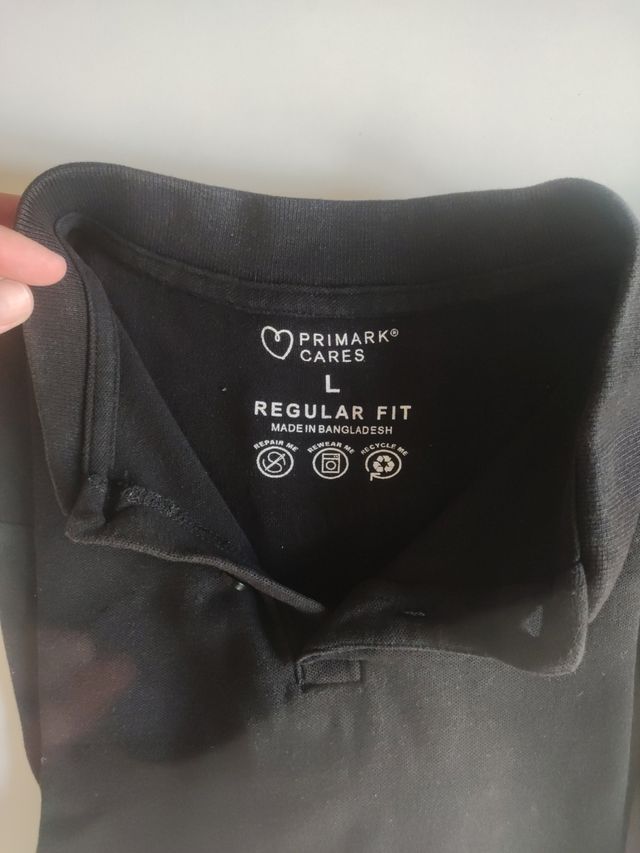 PRIMARK®
CARES
L
REGULAR FIT
MADE IN BANGLADESH
REPAIR ME REWEAR ME RECYCLE ME